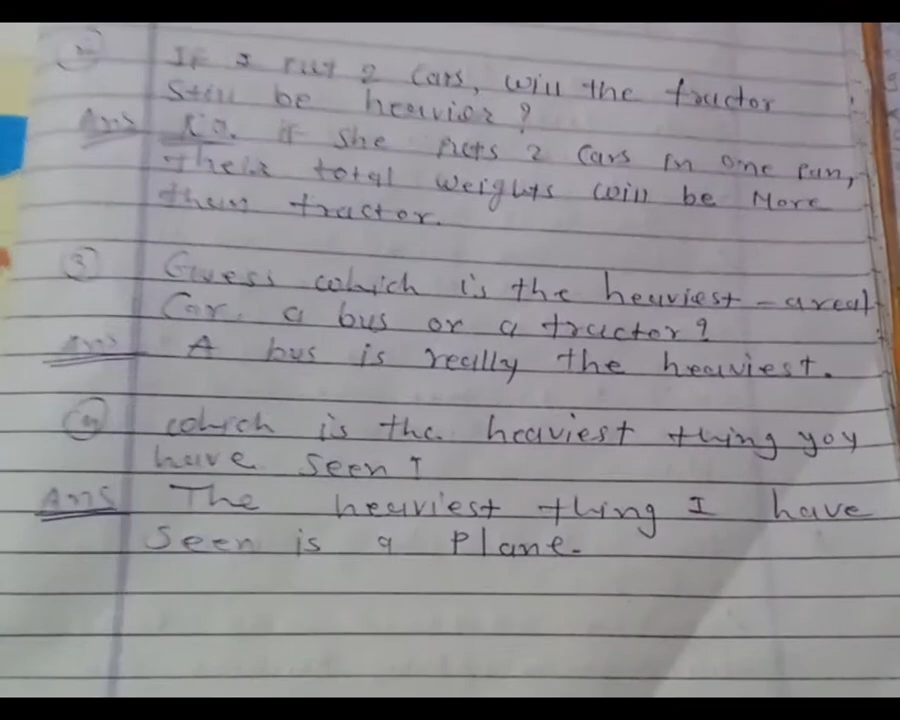 2 If I put 2 cars, will the tractor
still be heavier?
Ans No. if she puts 2 cars in one pan,
their total weights will be More
than tractor.
3 Guess which is the heaviest - a real
Car, a bus or a tractor?
Ans A bus is really the heaviest.
4 which is the heaviest thing you
have seen?
Ans The heaviest thing I have
seen is a Plane.